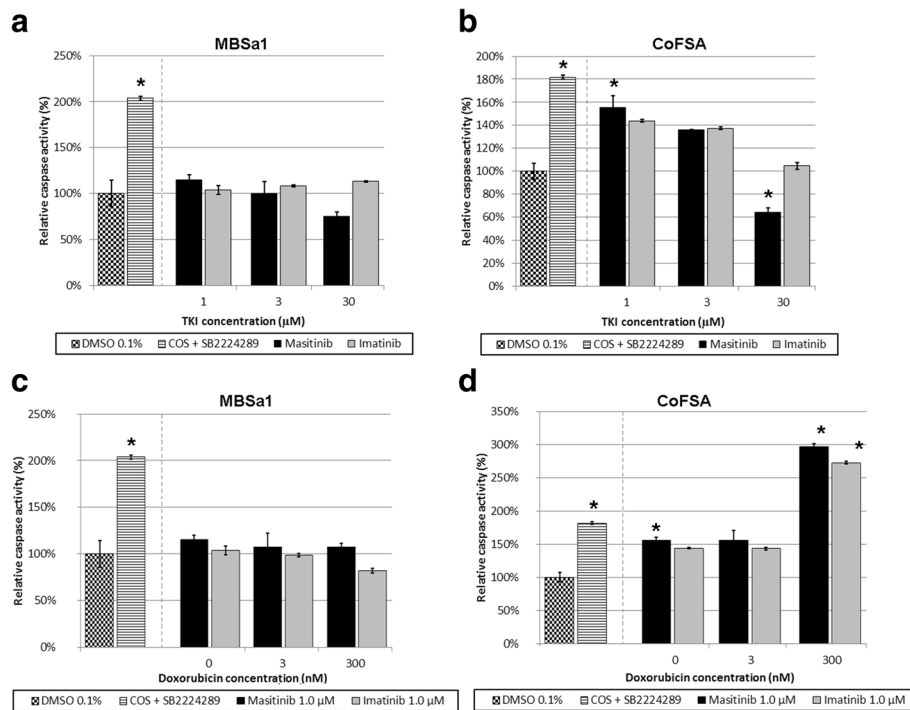 a
MBSa1
250%
200%
150%
100%
50%
0%
Relative caspase activity (%)
*
1 3 30
TKI concentration (µM)
DMSO 0.1% COS + SB2224289 Masitinib Imatinib
b
CoFSA
200%
180%
160%
140%
120%
100%
80%
60%
40%
20%
0%
Relative caspase activity (%)
* * *
1 3 30
TKI concentration (µM)
DMSO 0.1% COS + SB2224289 Masitinib Imatinib
c
MBSa1
250%
200%
150%
100%
50%
0%
Relative caspase activity (%)
*
0 3 300
Doxorubicin concentration (nM)
DMSO 0.1% COS + SB2224289 Masitinib 1.0 µM Imatinib 1.0 µM
d
CoFSA
350%
300%
250%
200%
150%
100%
50%
0%
Relative caspase activity (%)
* * * *
0 3 300
Doxorubicin concentration (nM)
DMSO 0.1% COS + SB2224289 Masitinib 1.0 µM Imatinib 1.0 µM